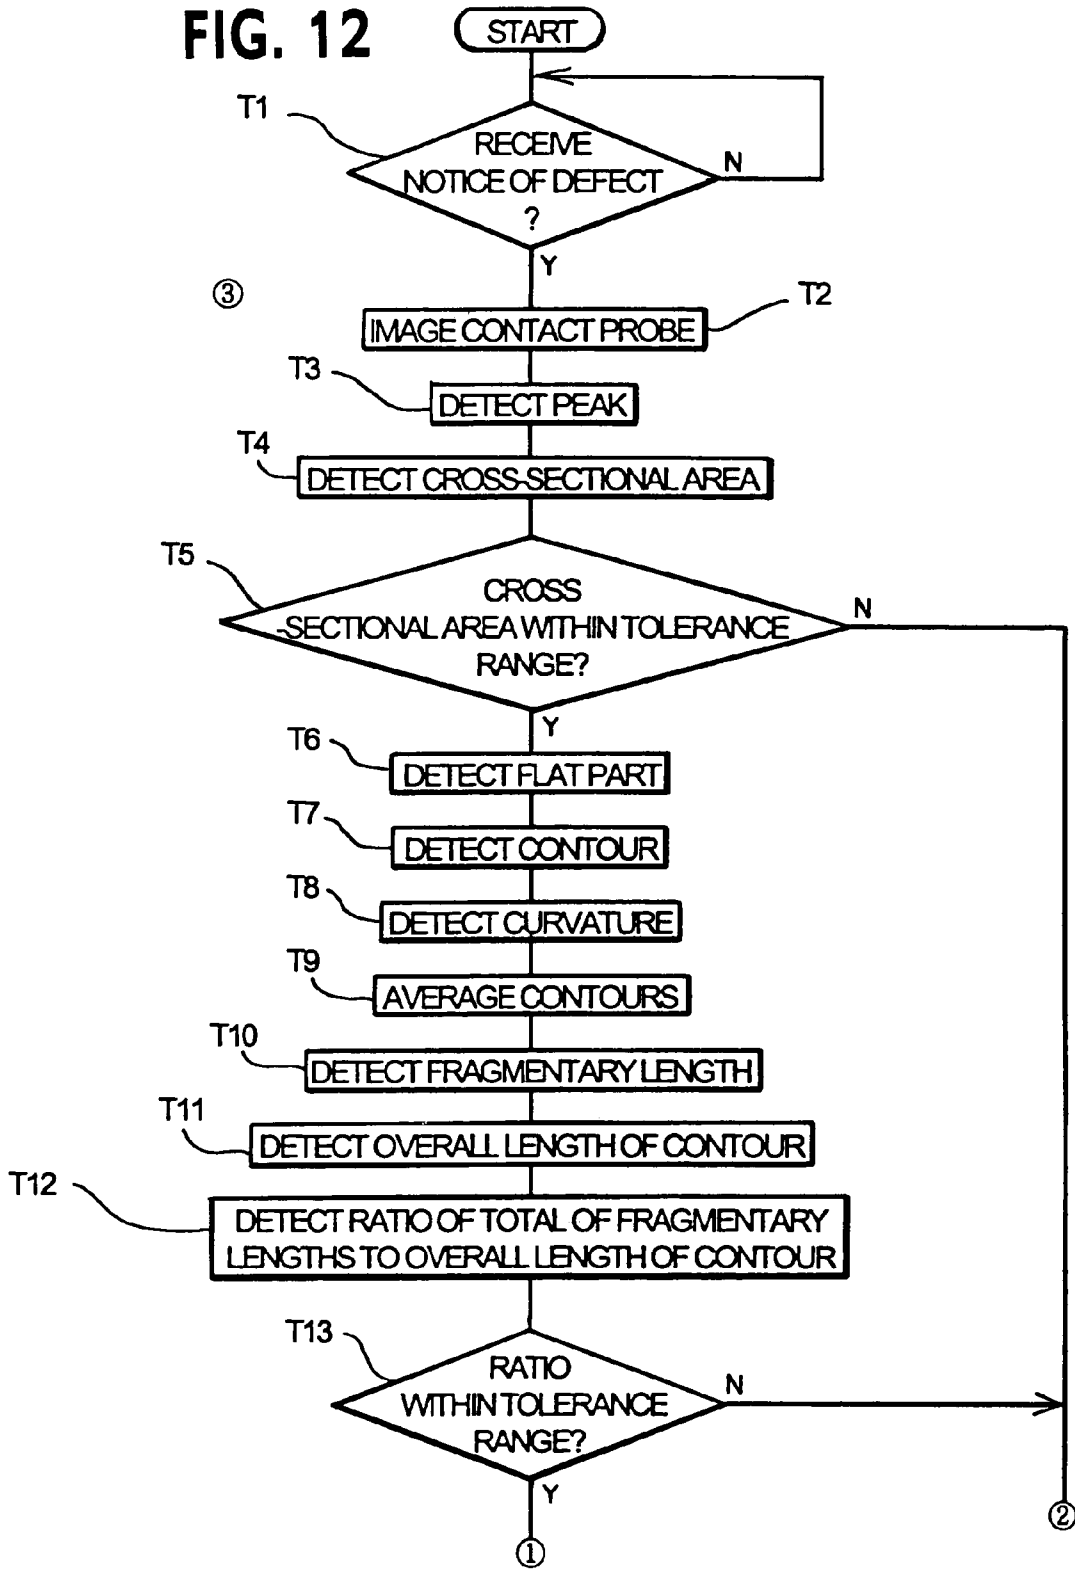 FIG. 12
START
T1
RECEIVE
NOTICE OF DEFECT
?
N
Y
③
IMAGE CONTACT PROBE
T2
T3
DETECT PEAK
T4
DETECT CROSS-SECTIONAL AREA
T5
CROSS
-SECTIONAL AREA WITHIN TOLERANCE
RANGE?
N
Y
T6
DETECT FLAT PART
T7
DETECT CONTOUR
T8
DETECT CURVATURE
T9
AVERAGE CONTOURS
T10
DETECT FRAGMENTARY LENGTH
T11
DETECT OVERALL LENGTH OF CONTOUR
T12
DETECT RATIO OF TOTAL OF FRAGMENTARY
LENGTHS TO OVERALL LENGTH OF CONTOUR
T13
RATIO
WITHIN TOLERANCE
RANGE?
N
Y
②
①